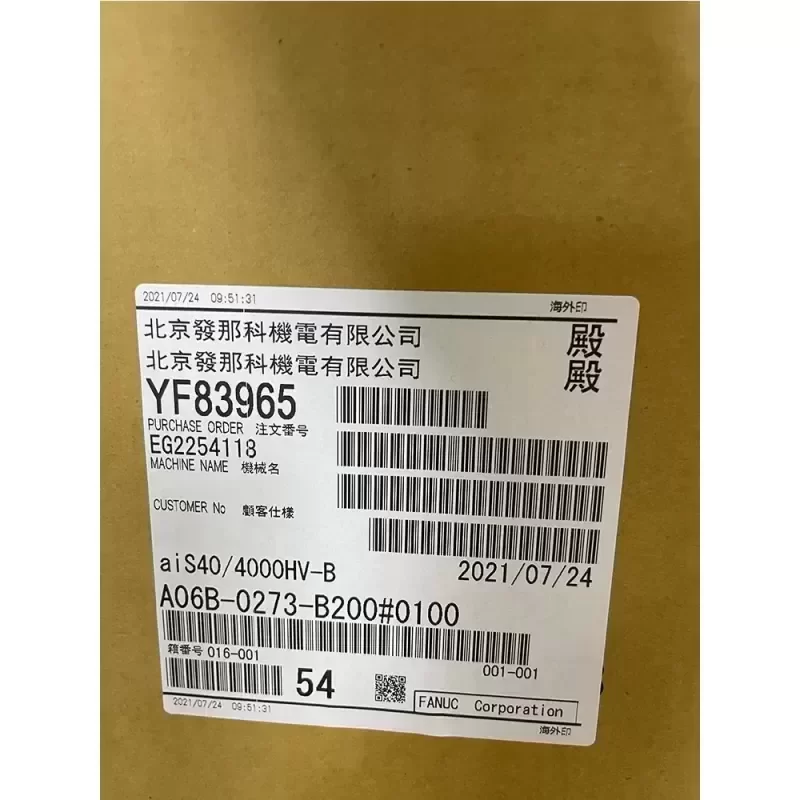 2021/07/24 09:51:31 海外印
北京發那科機電有限公司 殿
北京發那科機電有限公司 殿
YF83965
PURCHASE ORDER 注文番号
EG2254118
MACHINE NAME 機械名
CUSTOMER No 顧客仕様
aiS40/4000HV-B 2021/07/24
A06B-0273-B200#0100
箱番号 016-001 001-001
54 FANUC Corporation
2021/07/24 09:51:31 海外印